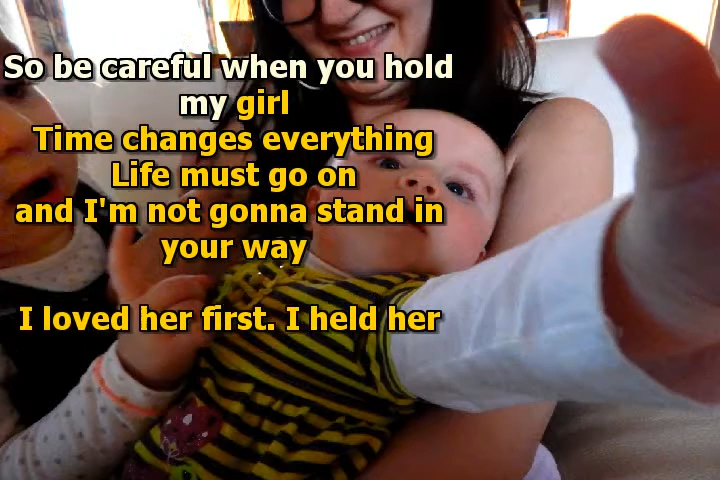 So be careful when you hold
my girl
Time changes everything
Life must go on
and I'm not gonna stand in
your way
I loved her first. I held her